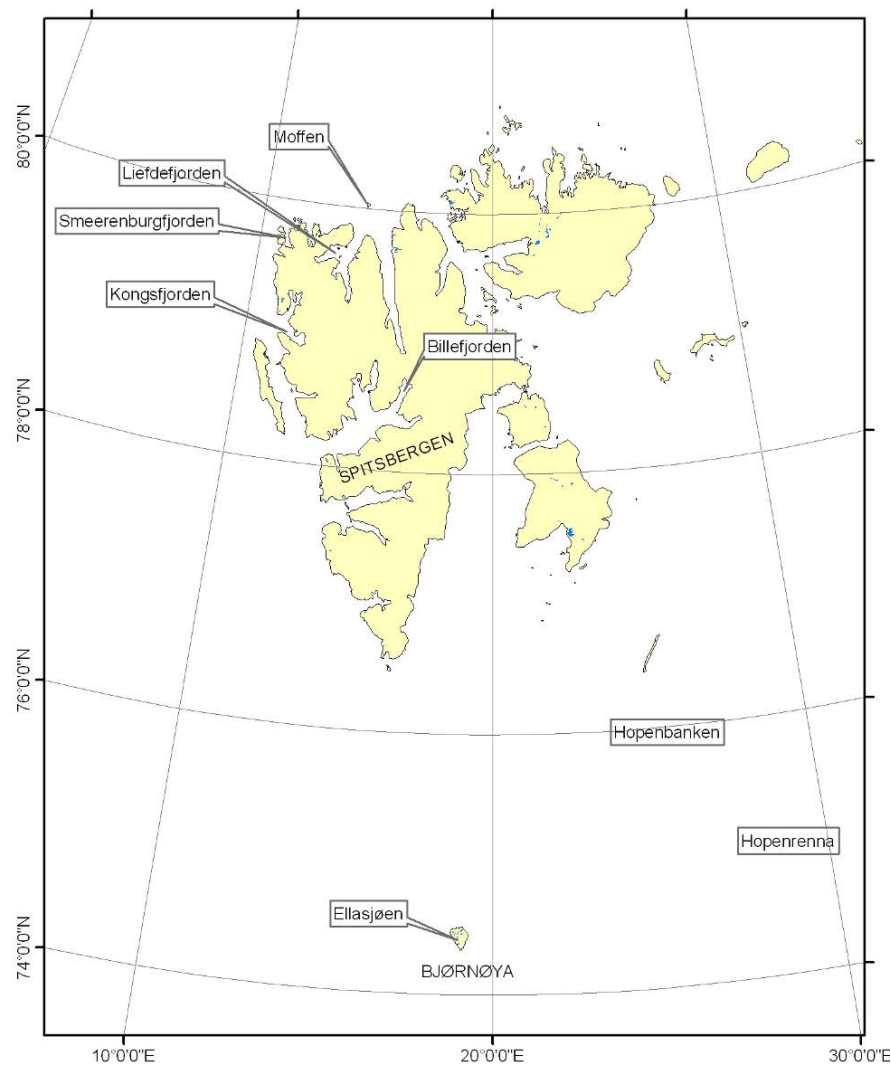 Moffen
80°0'0"N
Liefdefjorden
Smeerenburgfjorden
Kongsfjorden
Billefjorden
78°0'0"N
SPITSBERGEN
76°0'0"N
Hopenbanken
Hopenrenna
Ellasjøen
74°0'0"N
BJØRNØYA
10°0'0"E
20°0'0"E
30°0'0"E